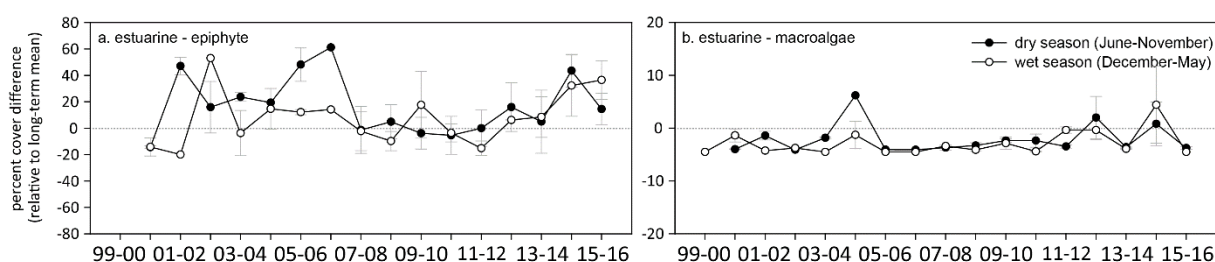 percent cover difference
(relative to long-term mean)
80
60
40
20
0
-20
-40
-60
-80
a. estuarine - epiphyte
99-00 01-02 03-04 05-06 07-08 09-10 11-12 13-14 15-16
20
10
0
-10
-20
b. estuarine - macroalgae
dry season (June-November)
wet season (December-May)
99-00 01-02 03-04 05-06 07-08 09-10 11-12 13-14 15-16